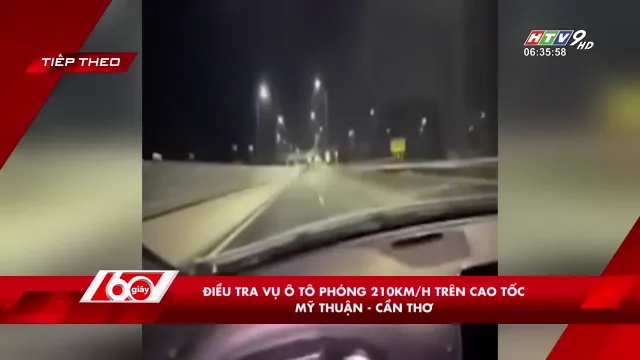 TIẾP THEO
HTV9 HD
06:35:58
60 giây
ĐIỀU TRA VỤ Ô TÔ PHÓNG 210KM/H TRÊN CAO TỐC
MỸ THUẬN - CẦN THƠ